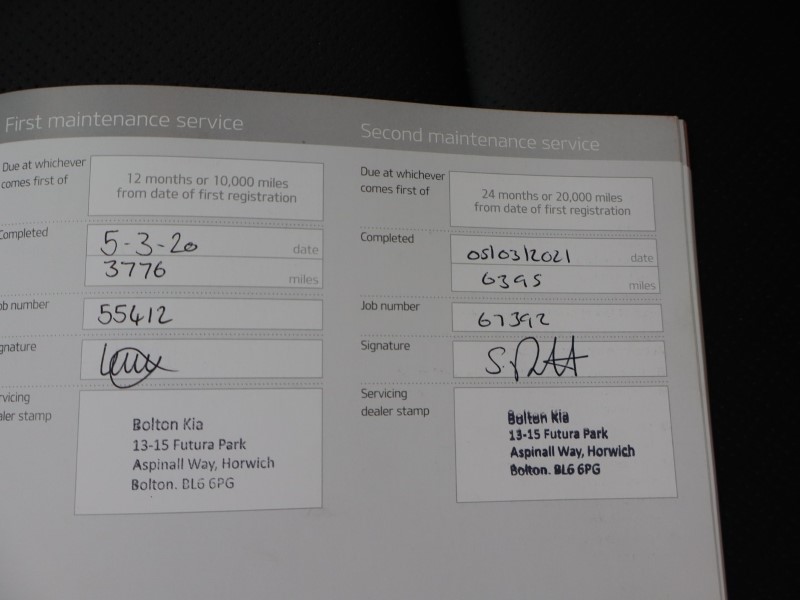 First maintenance service
Due at whichever
comes first of
12 months or 10,000 miles
from date of first registration
Completed
5-3-20 date
3776 miles
ob number
55412
gnature
rvicing
aler stamp
Bolton Kia
13-15 Futura Park
Aspinall Way, Horwich
Bolton. BL6 6PG
Second maintenance service
Due at whichever
comes first of
24 months or 20,000 miles
from date of first registration
Completed
05/03/2021 date
6395 miles
Job number
67392
Signature
Servicing
dealer stamp
Bolton Kia
13-15 Futura Park
Aspinall Way, Horwich
Bolton. BL6 6PG